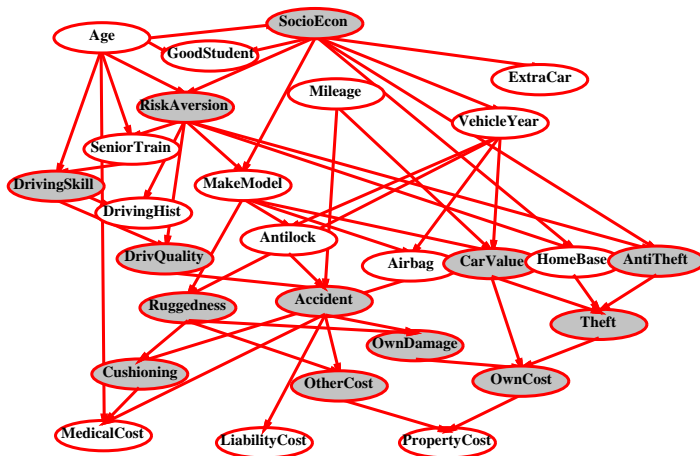 SocioEcon
Age
GoodStudent
ExtraCar
Mileage
RiskAversion
VehicleYear
SeniorTrain
DrivingSkill
MakeModel
DrivingHist
Antilock
DrivQuality
Airbag
CarValue
HomeBase
AntiTheft
Ruggedness
Accident
Theft
OwnDamage
Cushioning
OtherCost
OwnCost
MedicalCost
LiabilityCost
PropertyCost